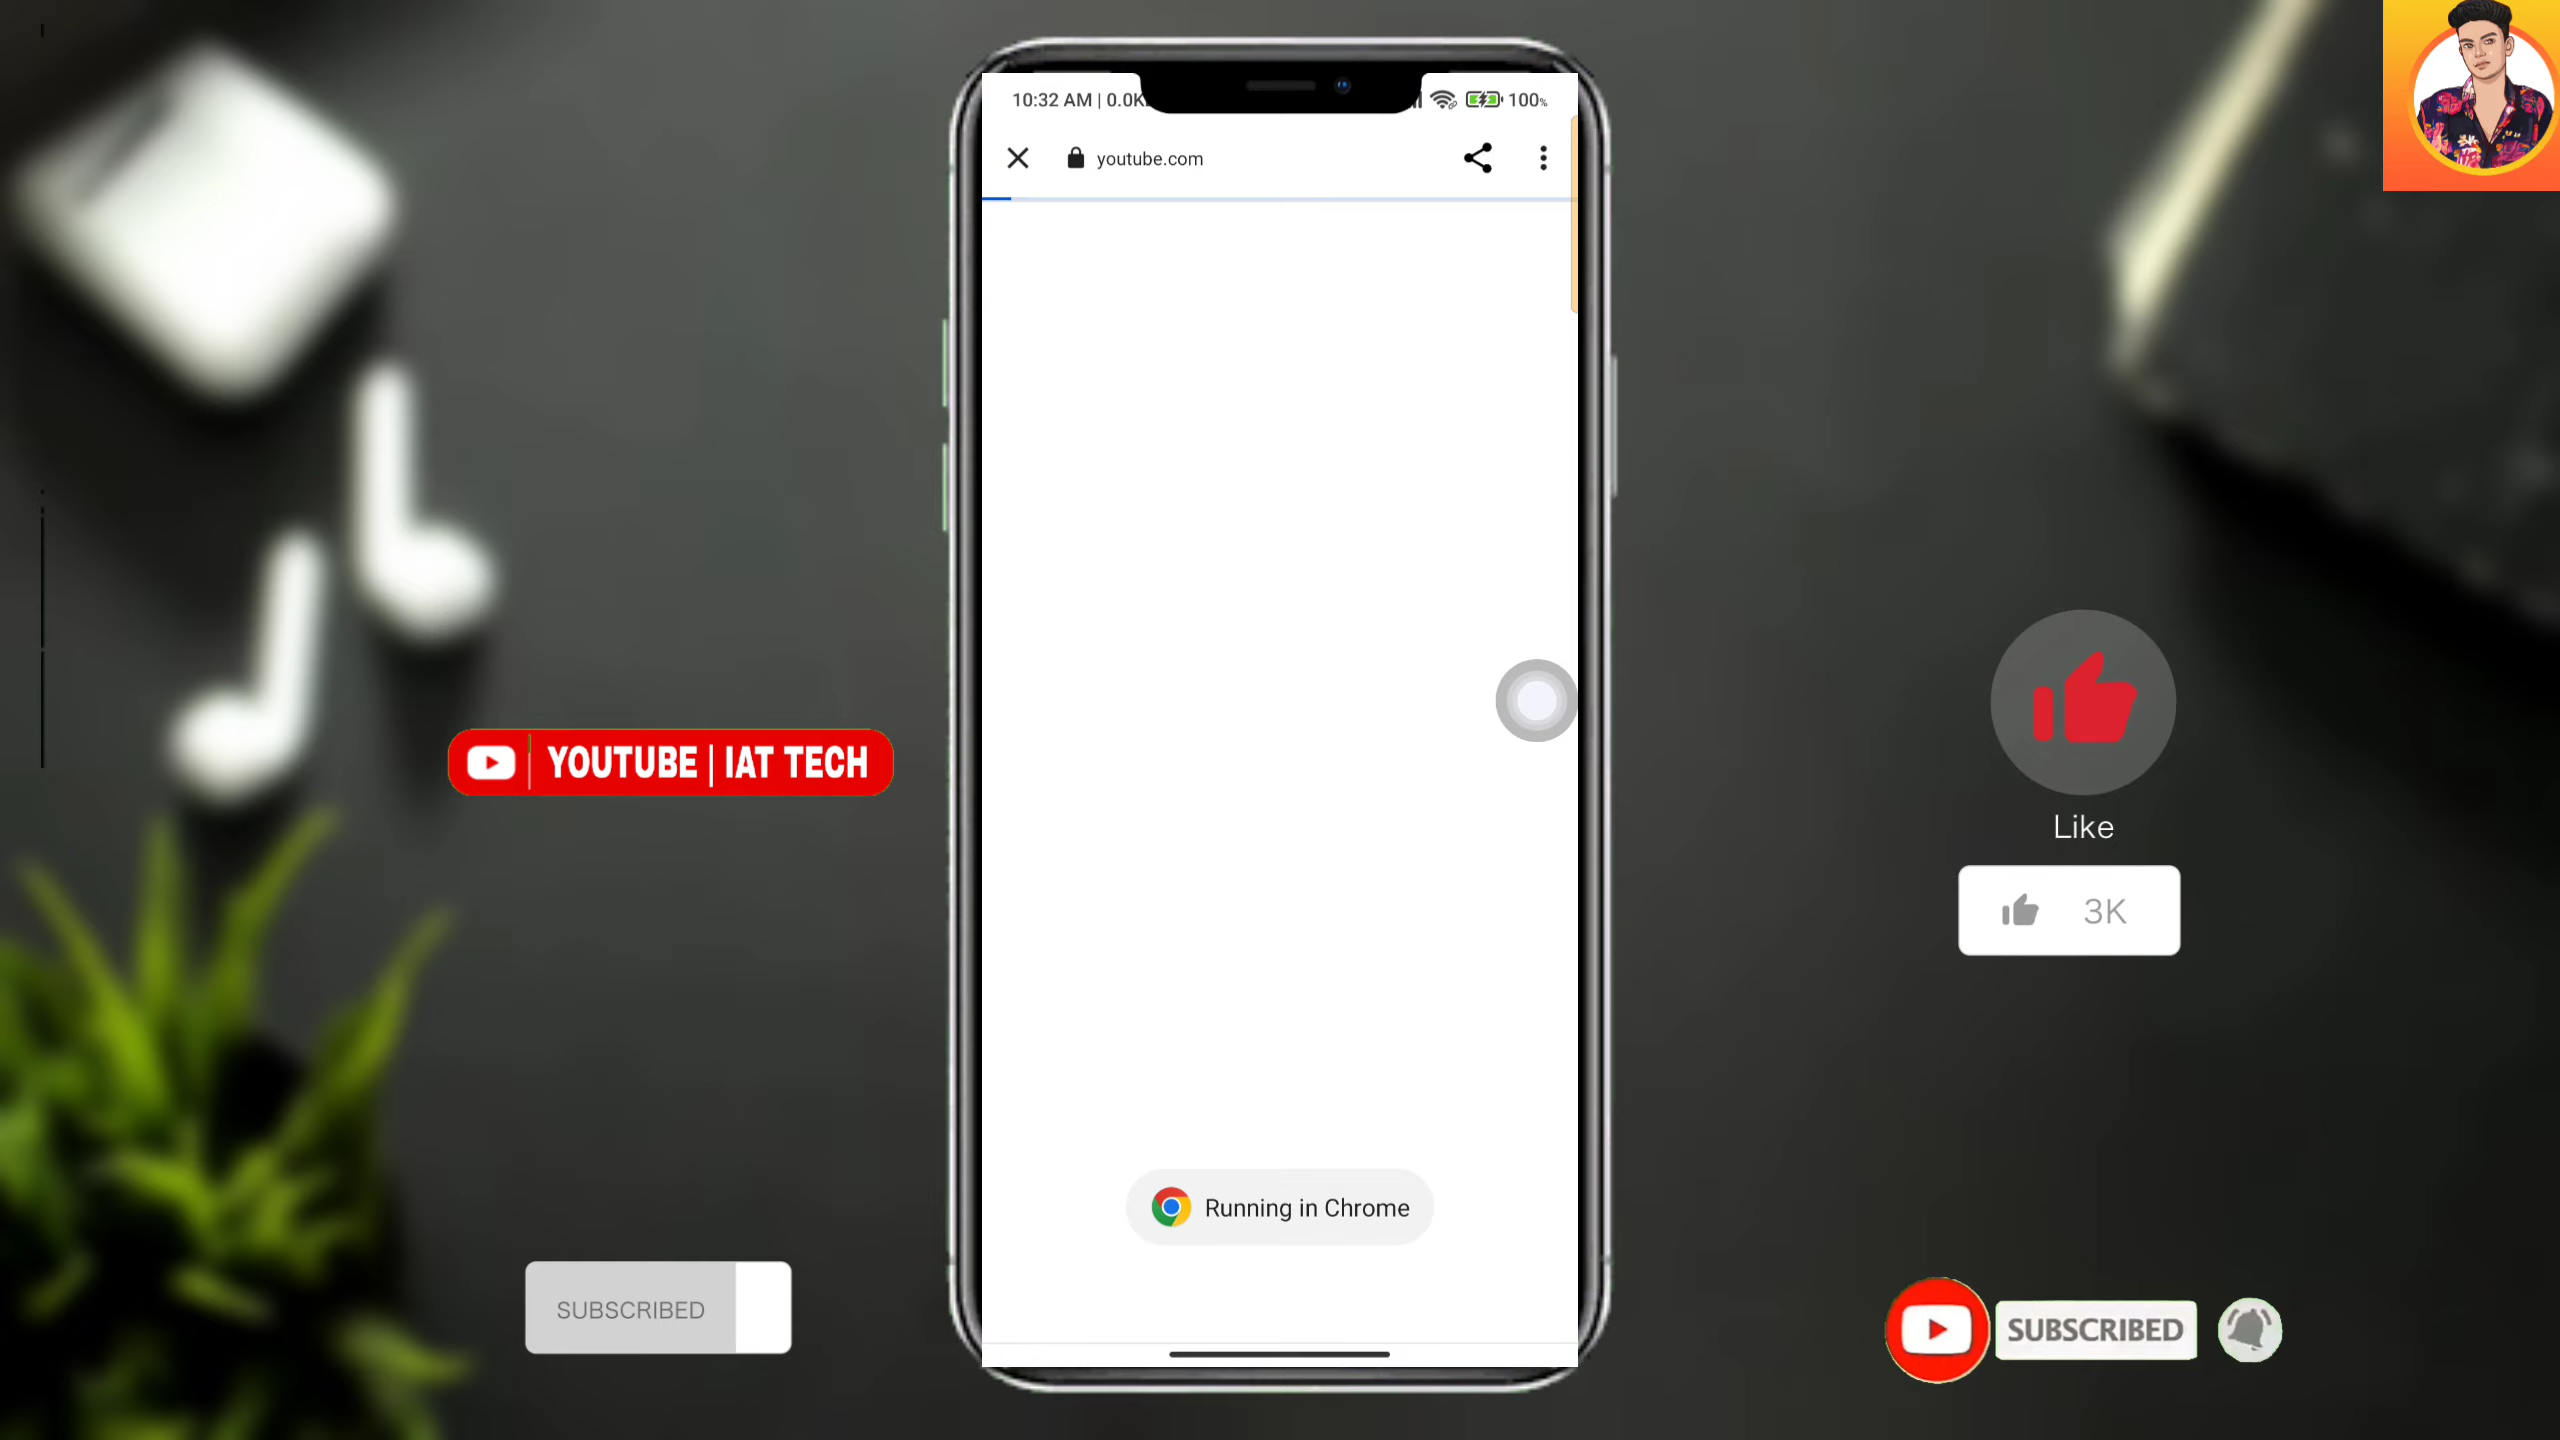 10:32 AM | 0.0K
100%
youtube.com
YOUTUBE | IAT TECH
Like
3K
Running in Chrome
SUBSCRIBED
SUBSCRIBED